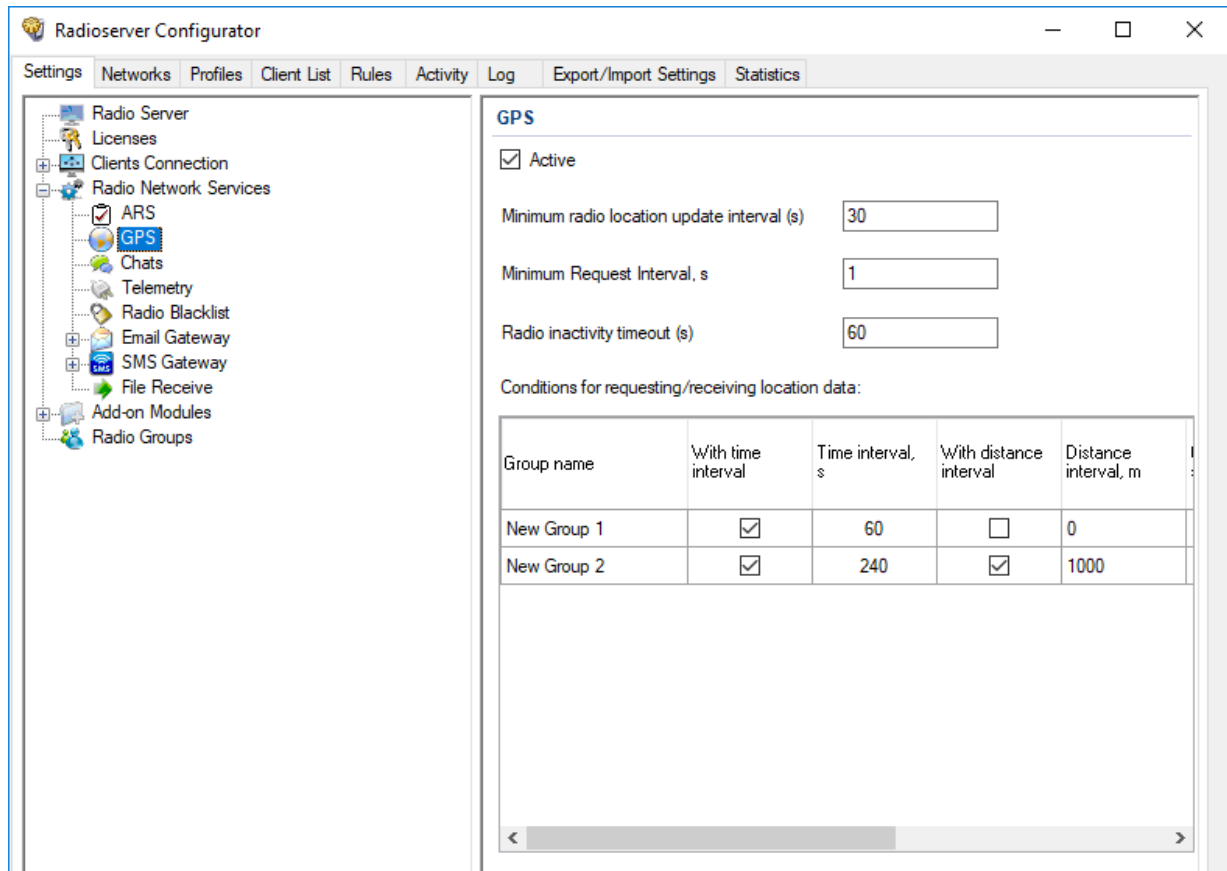 Radioserver Configurator
Settings Networks Profiles Client List Rules Activity Log Export/Import Settings Statistics
Radio Server
Licenses
Clients Connection
Radio Network Services
ARS
GPS
Chats
Telemetry
Radio Blacklist
Email Gateway
SMS
SMS Gateway
File Receive
Add-on Modules
Radio Groups
GPS
Active
Minimum radio location update interval (s) 30
Minimum Request Interval, s 1
Radio inactivity timeout (s) 60
Conditions for requesting/receiving location data:
Group name With time interval Time interval, s With distance interval Distance interval, m
New Group 1 60 0
New Group 2 240 1000